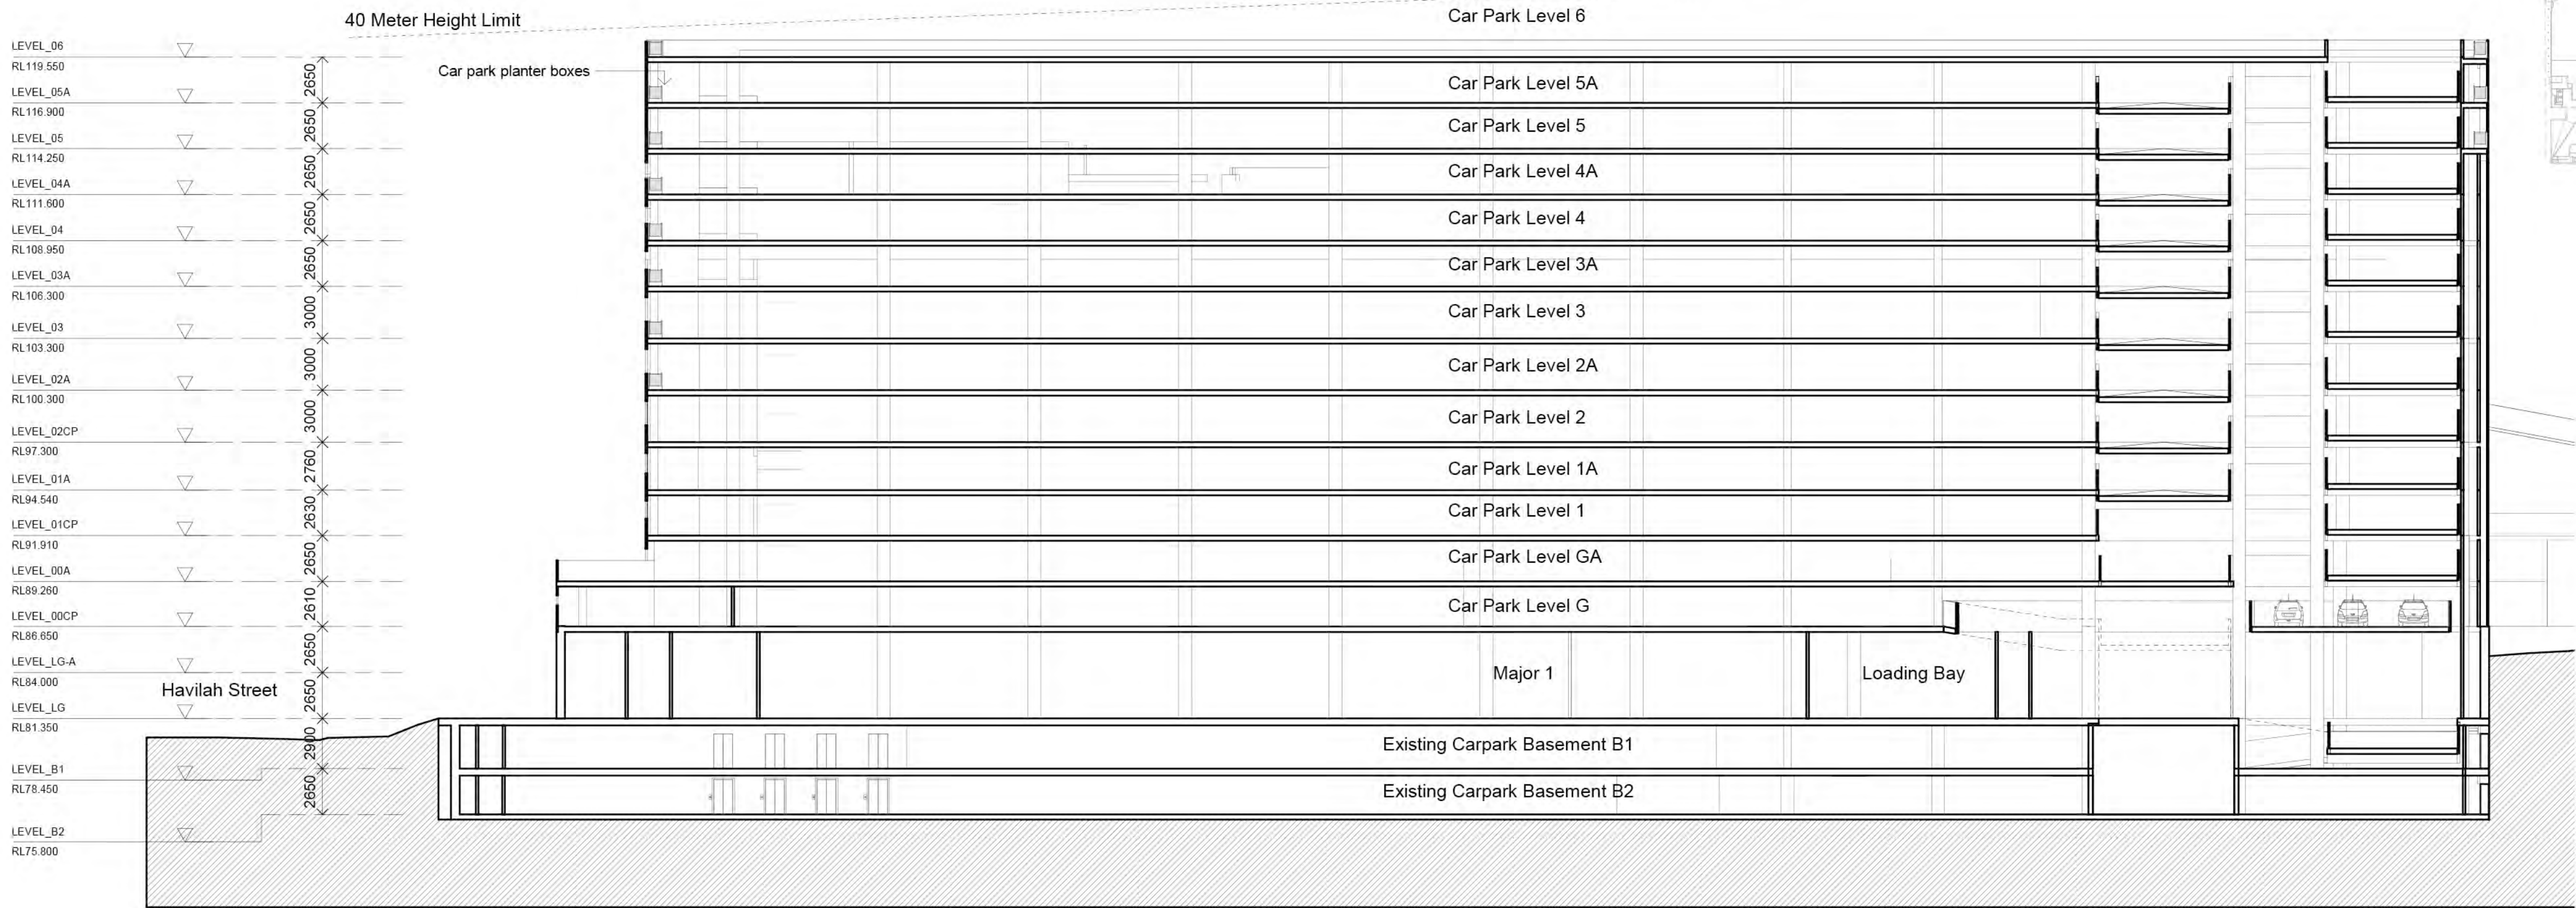 40 Meter Height Limit
Car Park Level 6
LEVEL_06
RL119.550
2650
Car park planter boxes
Car Park Level 5A
LEVEL_05A
RL116.900
2650
Car Park Level 5
LEVEL_05
RL114.250
2650
Car Park Level 4A
LEVEL_04A
RL111.600
2650
Car Park Level 4
LEVEL_04
RL108.950
2650
Car Park Level 3A
LEVEL_03A
RL106.300
3000
Car Park Level 3
LEVEL_03
RL103.300
3000
Car Park Level 2A
LEVEL_02A
RL100.300
3000
Car Park Level 2
LEVEL_02CP
RL97.300
2760
Car Park Level 1A
LEVEL_01A
RL94.540
2630
Car Park Level 1
LEVEL_01CP
RL91.910
2650
Car Park Level GA
LEVEL_00A
RL89.260
2610
Car Park Level G
LEVEL_00CP
RL86.650
2650
LEVEL_LG-A
RL84.000
Major 1
Loading Bay
Havilah Street
2650
LEVEL_LG
RL81.350
2900
Existing Carpark Basement B1
LEVEL_B1
RL78.450
2650
Existing Carpark Basement B2
LEVEL_B2
RL75.800